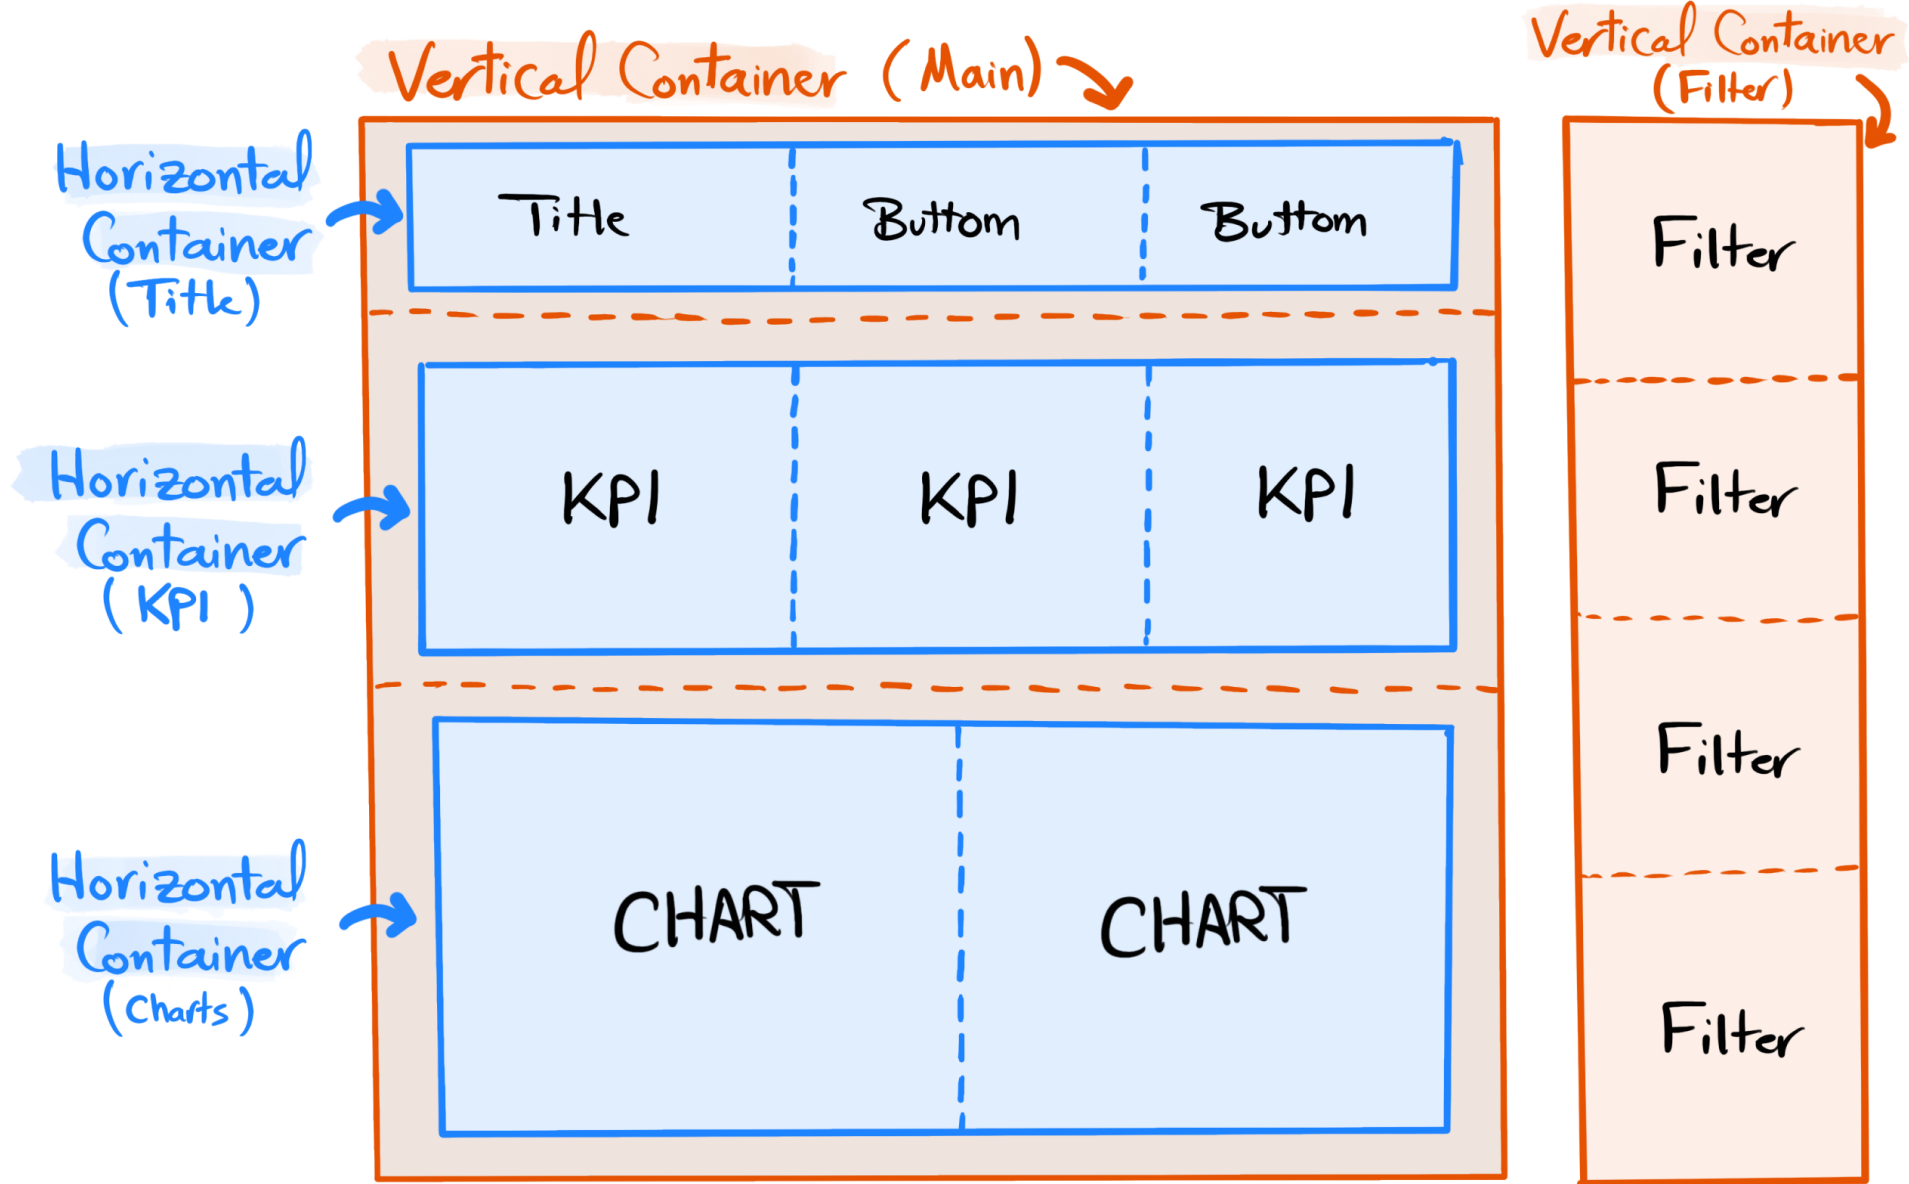 Vertical Container (Main)
Vertical Container
(Filter)
Horizontal
Container
(Title)
Title Buttom Buttom
Horizontal
Container
(KPI)
KPI KPI KPI
Horizontal
Container
(Charts)
CHART CHART
Filter
Filter
Filter
Filter